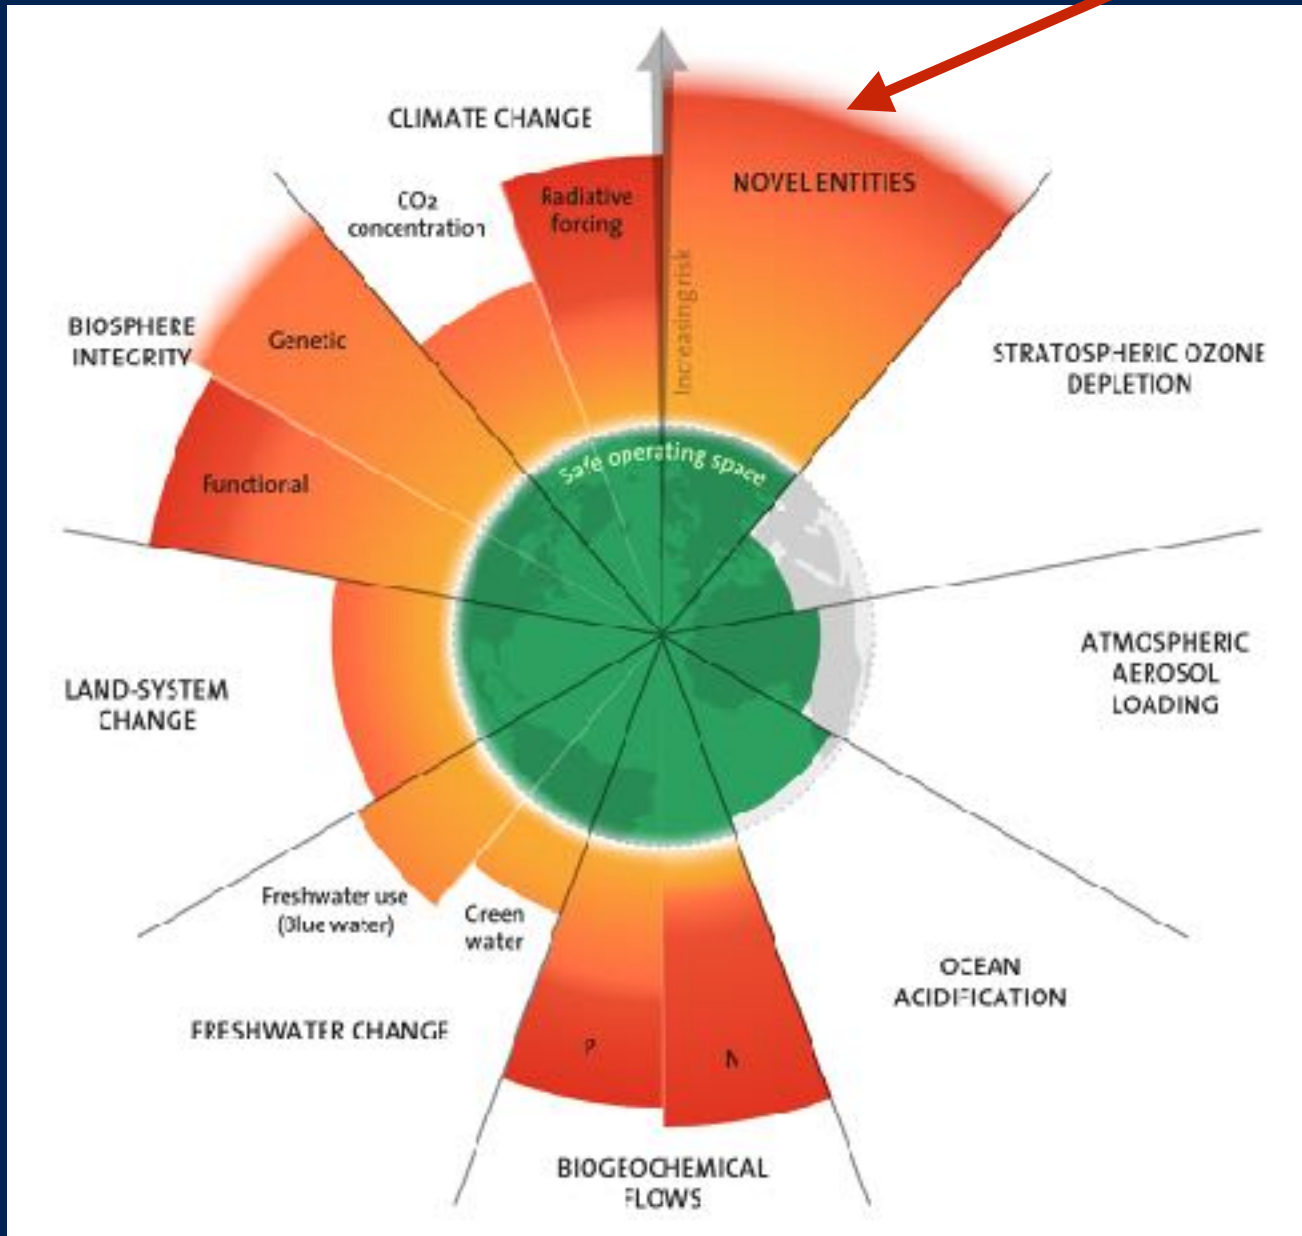 CLIMATE CHANGE
CO2
concentration
Radiative
forcing
NOVEL ENTITIES
Increasing risk
BIOSPHERE
INTEGRITY
Genetic
Functional
STRATOSPHERIC OZONE
DEPLETION
Safe operating space
ATMOSPHERIC
AEROSOL
LOADING
LAND-SYSTEM
CHANGE
Freshwater use
(Blue water)
Green
water
FRESHWATER CHANGE
OCEAN
ACIDIFICATION
P
N
BIOGEOCHEMICAL
FLOWS